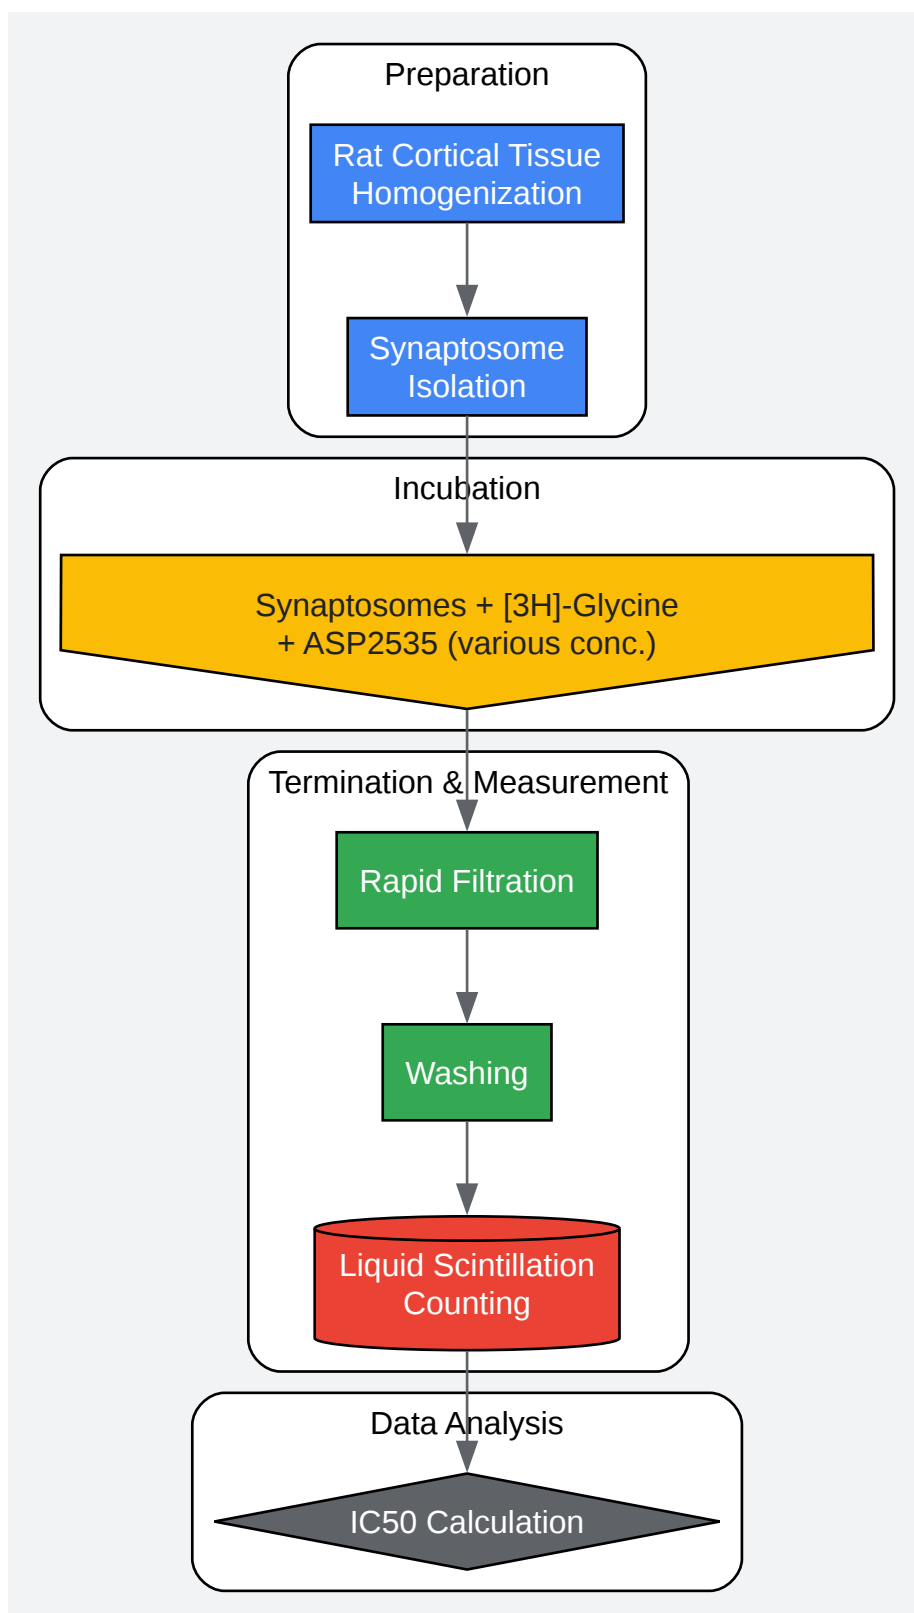 Preparation
Rat Cortical Tissue
Homogenization
Synaptosome
Isolation
Incubation
Synaptosomes + [3H]-Glycine
+ ASP2535 (various conc.)
Termination & Measurement
Rapid Filtration
Washing
Liquid Scintillation
Counting
Data Analysis
IC50 Calculation